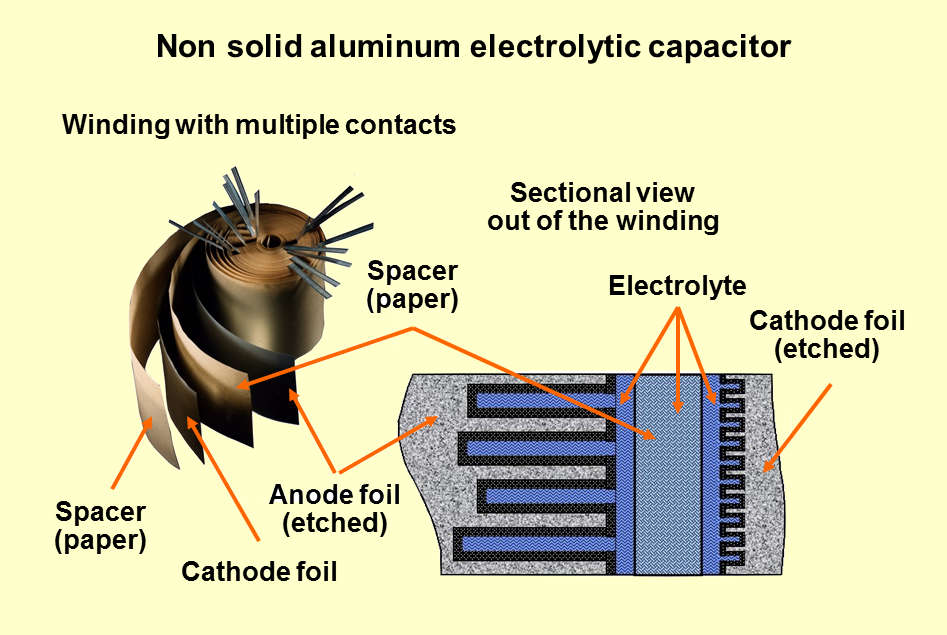 Non solid aluminum electrolytic capacitor
Winding with multiple contacts
Sectional view
out of the winding
Spacer
(paper)
Electrolyte
Cathode foil
(etched)
Anode foil
(etched)
Spacer
(paper)
Cathode foil